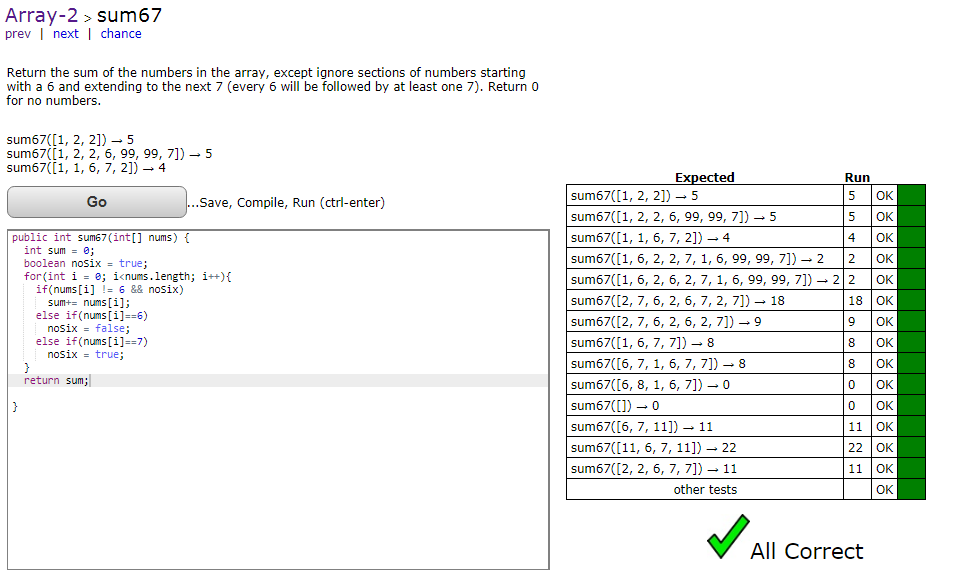 Array-2 > sum67
prev | next | chance
Return the sum of the numbers in the array, except ignore sections of numbers starting
with a 6 and extending to the next 7 (every 6 will be followed by at least one 7). Return 0
for no numbers.
sum67([1, 2, 2]) → 5
sum67([1, 2, 2, 6, 99, 99, 7]) → 5
sum67([1, 1, 6, 7, 2]) → 4
Go ...Save, Compile, Run (ctrl-enter)
public int sum67(int[] nums) {
  int sum = 0;
  boolean noSix = true;
  for(int i = 0; i<nums.length; i++){
    if(nums[i] != 6 && noSix)
      sum+= nums[i];
    else if(nums[i]==6)
      noSix = false;
    else if(nums[i]==7)
      noSix = true;
  }
  return sum;
}
Expected Run
sum67([1, 2, 2]) → 5 5 OK
sum67([1, 2, 2, 6, 99, 99, 7]) → 5 5 OK
sum67([1, 1, 6, 7, 2]) → 4 4 OK
sum67([1, 6, 2, 2, 7, 1, 6, 99, 99, 7]) → 2 2 OK
sum67([1, 6, 2, 6, 2, 7, 1, 6, 99, 99, 7]) → 2 2 OK
sum67([2, 7, 6, 2, 6, 7, 2, 7]) → 18 18 OK
sum67([2, 7, 6, 2, 6, 2, 7]) → 9 9 OK
sum67([1, 6, 7, 7]) → 8 8 OK
sum67([6, 7, 1, 6, 7, 7]) → 8 8 OK
sum67([6, 8, 1, 6, 7]) → 0 0 OK
sum67([]) → 0 0 OK
sum67([6, 7, 11]) → 11 11 OK
sum67([11, 6, 7, 11]) → 22 22 OK
sum67([2, 2, 6, 7, 7]) → 11 11 OK
other tests OK
All Correct